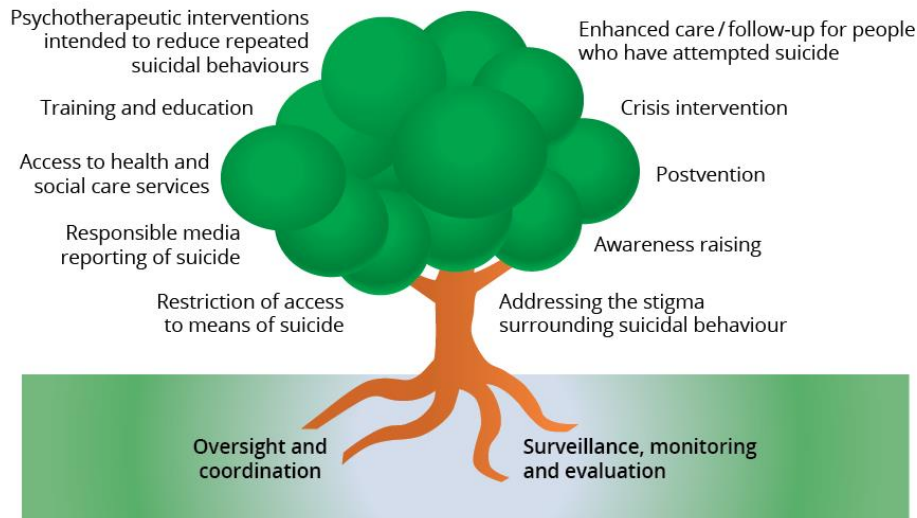 Psychotherapeutic interventions
intended to reduce repeated
suicidal behaviours
Training and education
Access to health and
social care services
Responsible media
reporting of suicide
Restriction of access
to means of suicide
Enhanced care / follow-up for people
who have attempted suicide
Crisis intervention
Postvention
Awareness raising
Addressing the stigma
surrounding suicidal behaviour
Oversight and
coordination
Surveillance, monitoring
and evaluation